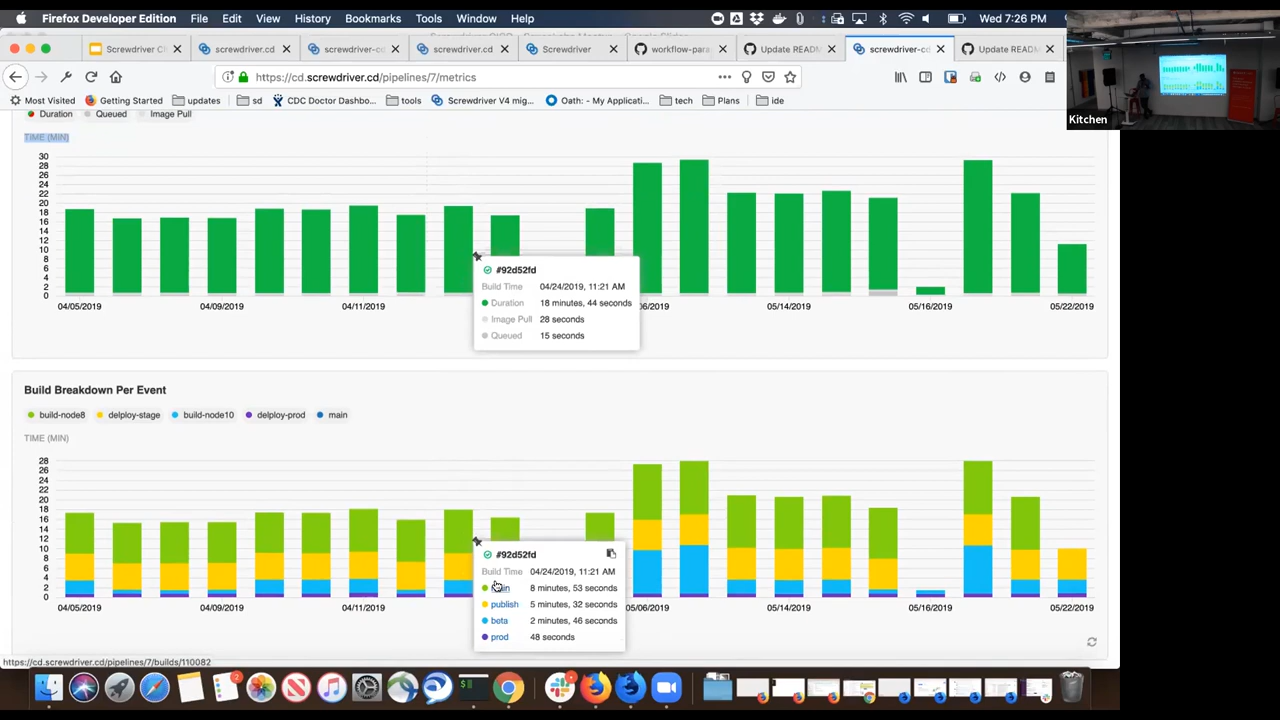 Firefox Developer Edition File Edit View History Bookmarks Tools Window Help Wed 7:26 PM
Screwdriver C screwdriver.cd screwdriver-cd screwdriver.cd Screwdriver workflow-para Update READM screwdriver-cd Update READM
https://cd.screwdriver.cd/pipelines/7/metrics
Most Visited Getting Started updates sd CDC Doctor Dashbo... tools Screwdriver V4 mig... Oath: - My Applicati... tech Plans ide
Kitchen
Duration Queued Image Pull
TIME (MIN)
30
28
26
24
22
20
18
16
14
12
10
8
6
4
2
0
#92d52fd
Build Time 04/24/2019, 11:21 AM
Duration 18 minutes, 44 seconds
Image Pull 28 seconds
Queued 15 seconds
04/05/2019 04/09/2019 04/11/2019 6/2019 05/14/2019 05/16/2019 05/22/2019
Build Breakdown Per Event
build-node8 delploy-stage build-node10 delploy-prod main
TIME (MIN)
28
26
24
22
20
18
16
14
12
10
8
6
4
2
0
#92d52fd
Build Time 04/24/2019, 11:21 AM
main 8 minutes, 53 seconds
publish 5 minutes, 32 seconds
beta 2 minutes, 46 seconds
prod 48 seconds
04/05/2019 04/09/2019 04/11/2019 05/06/2019 05/14/2019 05/16/2019 05/22/2019
https://cd.screwdriver.cd/pipelines/7/builds/110082